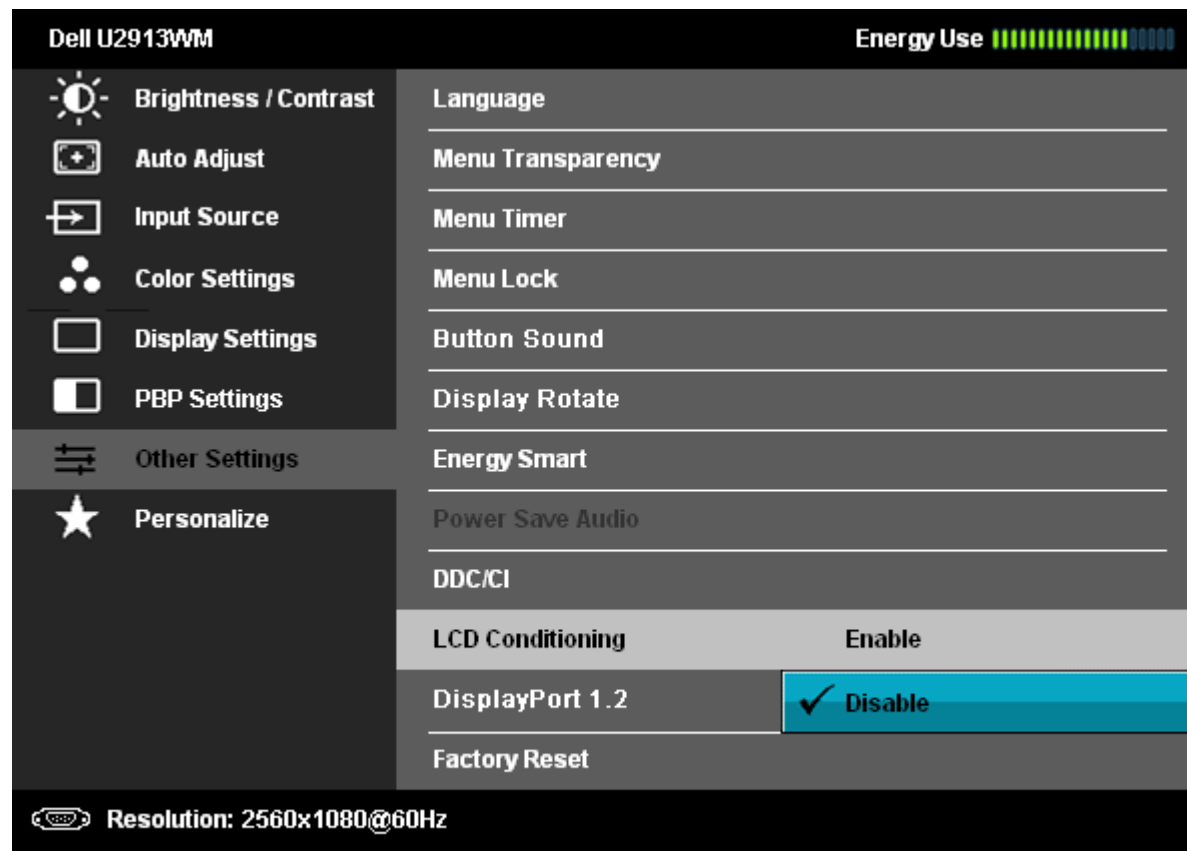 Dell U2913WM
Energy Use
Brightness / Contrast
Auto Adjust
Input Source
Color Settings
Display Settings
PBP Settings
Other Settings
Personalize
Language
Menu Transparency
Menu Timer
Menu Lock
Button Sound
Display Rotate
Energy Smart
Power Save Audio
DDC/CI
LCD Conditioning
Enable
DisplayPort 1.2
Disable
Factory Reset
Resolution: 2560x1080@60Hz